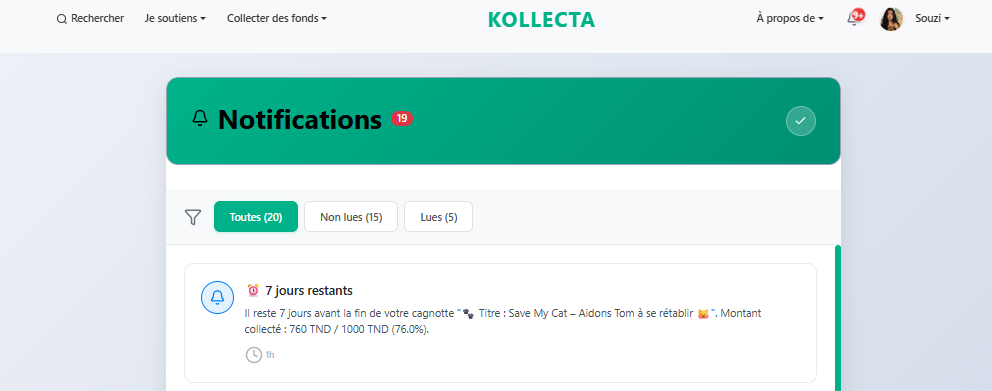 Rechercher Je soutiens Collecter des fonds KOLLECTA À propos de 9+ Souzi
Notifications 19
Toutes (20) Non lues (15) Lues (5)
⏰ 7 jours restants
Il reste 7 jours avant la fin de votre cagnotte "🐾 Titre : Save My Cat – Aidons Tom à se rétablir 😿". Montant
collecté : 760 TND / 1000 TND (76.0%).
1h